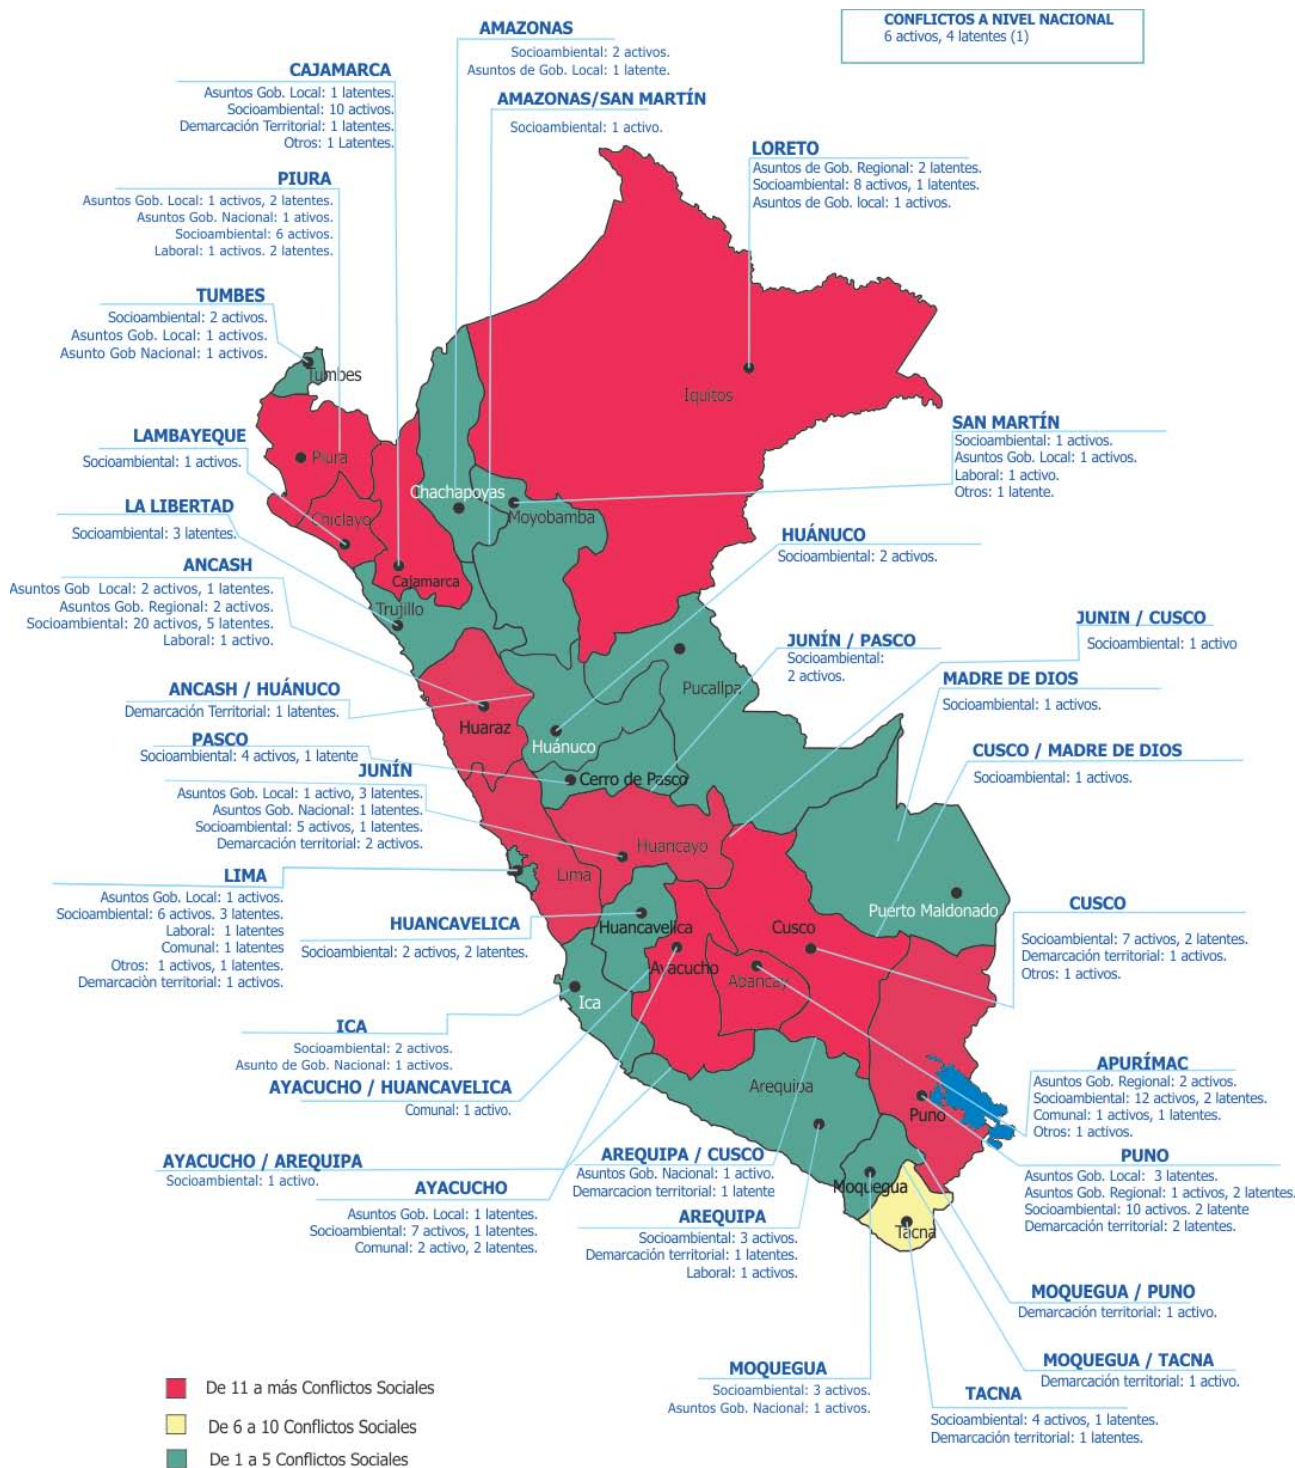 CONFLICTOS A NIVEL NACIONAL
6 activos, 4 latentes (1)
AMAZONAS
Socioambiental: 2 activos.
Asuntos de Gob. Local: 1 latente.
CAJAMARCA
Asuntos Gob. Local: 1 latentes.
Socioambiental: 10 activos.
Demarcación Territorial: 1 latentes.
Otros: 1 Latentes.
AMAZONAS/SAN MARTÍN
Socioambiental: 1 activo.
LORETO
Asuntos de Gob. Regional: 2 latentes.
Socioambiental: 8 activos, 1 latentes.
Asuntos de Gob. local: 1 activos.
PIURA
Asuntos Gob. Local: 1 activos, 2 latentes.
Asuntos Gob. Nacional: 1 ativos.
Socioambiental: 6 activos.
Laboral: 1 activos. 2 latentes.
TUMBES
Socioambiental: 2 activos.
Asuntos Gob. Local: 1 activos.
Asunto Gob Nacional: 1 activos.
Tumbes
Iquitos
LAMBAYEQUE
Socioambiental: 1 activos.
Piura
SAN MARTÍN
Socioambiental: 1 activos.
Asuntos Gob. Local: 1 activos.
Laboral: 1 activo.
Otros: 1 latente.
Chachapoyas
Moyobamba
Chiclayo
LA LIBERTAD
Socioambiental: 3 latentes.
HUÁNUCO
Socioambiental: 2 activos.
Cajamarca
Trujillo
ANCASH
Asuntos Gob  Local: 2 activos, 1 latentes.
Asuntos Gob. Regional: 2 activos.
Socioambiental: 20 activos, 5 latentes.
Laboral: 1 activo.
JUNIN / CUSCO
Socioambiental: 1 activo
JUNÍN / PASCO
Socioambiental:
2 activos.
MADRE DE DIOS
Socioambiental: 1 activos.
Pucallpa
ANCASH / HUÁNUCO
Demarcación Territorial: 1 latentes.
Huaraz
Huánuco
PASCO
Socioambiental: 4 activos, 1 latente
CUSCO / MADRE DE DIOS
Socioambiental: 1 activos.
Cerro de Pasco
JUNÍN
Asuntos Gob. Local: 1 activo, 3 latentes.
Asuntos Gob. Nacional: 1 latentes.
Socioambiental: 5 activos, 1 latentes.
Demarcación territorial: 2 activos.
Huancayo
Lima
LIMA
Asuntos Gob. Local: 1 activos.
Socioambiental: 6 activos. 3 latentes.
Laboral:  1 latentes
Comunal: 1 latentes
Otros:  1 activos, 1 latentes.
Demarcaciòn territorial: 1 activos.
Puerto Maldonado
CUSCO
Socioambiental: 7 activos, 2 latentes.
Demarcación territorial: 1 activos.
Otros: 1 activos.
HUANCAVELICA
Socioambiental: 2 activos, 2 latentes.
Huancavelica
Cusco
Ayacucho
Abancay
Ica
ICA
Socioambiental: 2 activos.
Asunto de Gob. Nacional: 1 activos.
AYACUCHO / HUANCAVELICA
Comunal: 1 activo.
Arequipa
Puno
APURÍMAC
Asuntos Gob. Regional: 2 activos.
Socioambiental: 12 activos, 2 latentes.
Comunal: 1 activos, 1 latentes.
Otros: 1 activos.
AYACUCHO / AREQUIPA
Socioambiental: 1 activo.
AREQUIPA / CUSCO
Asuntos Gob. Nacional: 1 activo.
Demarcacion territorial: 1 latente
PUNO
Asuntos Gob. Local:  3 latentes.
Asuntos Gob. Regional: 1 activos, 2 latentes.
Socioambiental: 10 activos. 2 latente
Demarcación territorial: 2 latentes.
AYACUCHO
Asuntos Gob. Local: 1 latentes.
Socioambiental: 7 activos, 1 latentes.
Comunal: 2 activo, 2 latentes.
Moquegua
AREQUIPA
Socioambiental: 3 activos.
Demarcación territorial: 1 latentes.
Laboral: 1 activos.
Tacna
MOQUEGUA / PUNO
Demarcación territorial: 1 activo.
MOQUEGUA
Socioambiental: 3 activos.
Asuntos Gob. Nacional: 1 activos.
MOQUEGUA / TACNA
Demarcación territorial: 1 activo.
TACNA
Socioambiental: 4 activos, 1 latentes.
Demarcación territorial: 1 latentes.
De 11 a más Conflictos Sociales
De 6 a 10 Conflictos Sociales
De 1 a 5 Conflictos Sociales